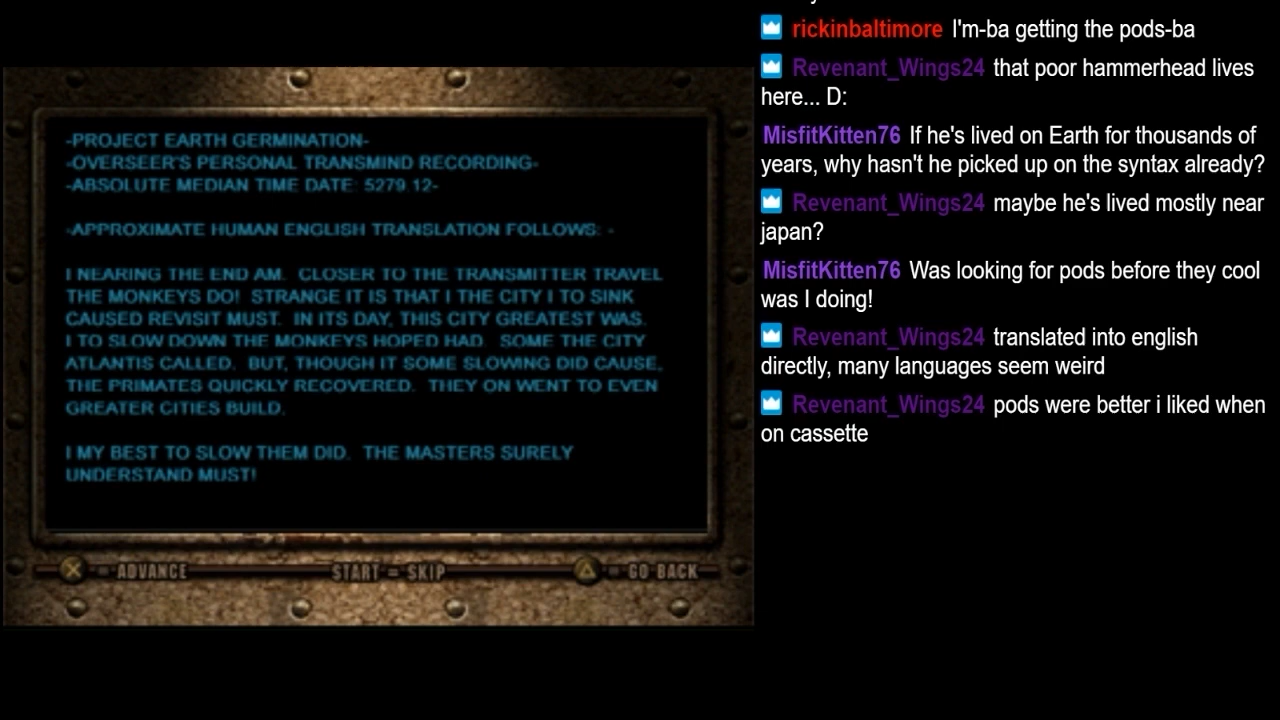 -PROJECT EARTH GERMINATION-
-OVERSEER'S PERSONAL TRANSMIND RECORDING-
-ABSOLUTE MEDIAN TIME DATE: 5279.12-
-APPROXIMATE HUMAN ENGLISH TRANSLATION FOLLOWS: -
I NEARING THE END AM. CLOSER TO THE TRANSMITTER TRAVEL
THE MONKEYS DO! STRANGE IT IS THAT I THE CITY I TO SINK
CAUSED REVISIT MUST. IN ITS DAY, THIS CITY GREATEST WAS.
I TO SLOW DOWN THE MONKEYS HOPED HAD. SOME THE CITY
ATLANTIS CALLED. BUT, THOUGH IT SOME SLOWING DID CAUSE,
THE PRIMATES QUICKLY RECOVERED. THEY ON WENT TO EVEN
GREATER CITIES BUILD.
I MY BEST TO SLOW THEM DID. THE MASTERS SURELY
UNDERSTAND MUST!
= ADVANCE
START = SKIP
= GO BACK
rickinbaltimore I'm-ba getting the pods-ba
Revenant_Wings24 that poor hammerhead lives
here... D:
MisfitKitten76 If he's lived on Earth for thousands of
years, why hasn't he picked up on the syntax already?
Revenant_Wings24 maybe he's lived mostly near
japan?
MisfitKitten76 Was looking for pods before they cool
was I doing!
Revenant_Wings24 translated into english
directly, many languages seem weird
Revenant_Wings24 pods were better i liked when
on cassette